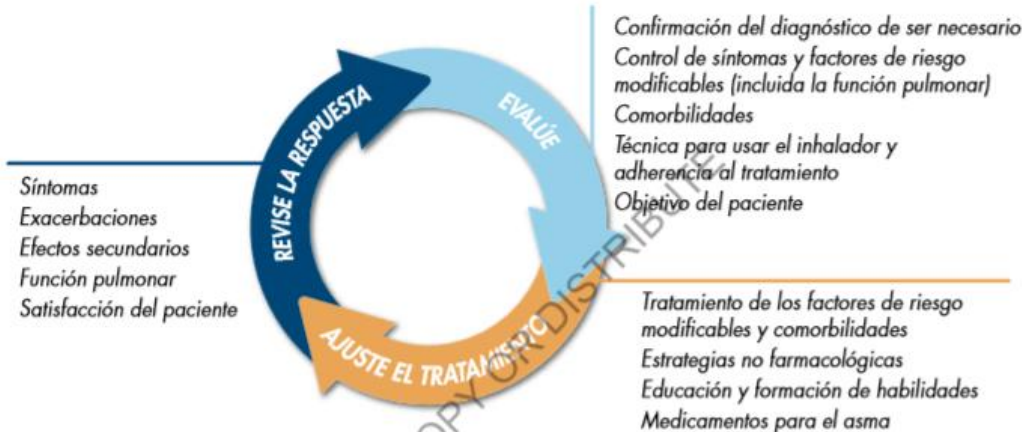 Confirmación del diagnóstico de ser necesario
Control de síntomas y factores de riesgo
modificables (incluida la función pulmonar)
Comorbilidades
Técnica para usar el inhalador y
adherencia al tratamiento
Objetivo del paciente
EVALÚE
REVISE LA RESPUESTA
Síntomas
Exacerbaciones
Efectos secundarios
Función pulmonar
Satisfacción del paciente
AJUSTE EL TRATAMIENTO
Tratamiento de los factores de riesgo
modificables y comorbilidades
Estrategias no farmacológicas
Educación y formación de habilidades
Medicamentos para el asma
OPY OR DISTRIBUTE